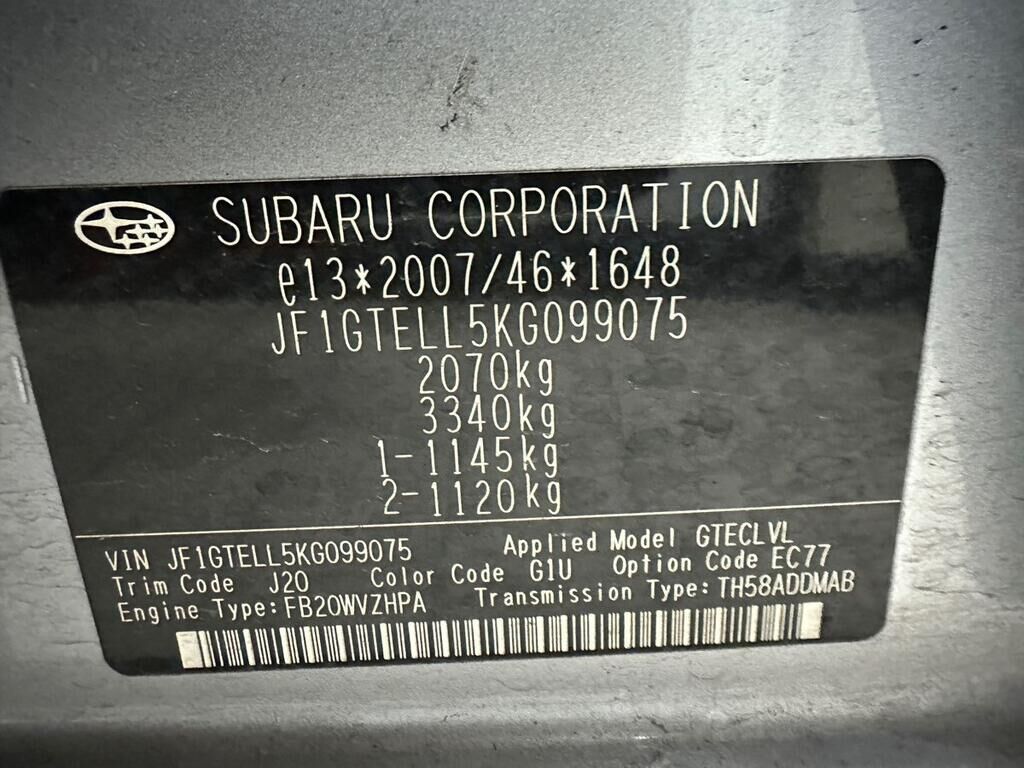 SUBARU CORPORATION
e13*2007/46*1648
JF1GTELL5KG099075
2070kg
3340kg
1-1145kg
2-1120kg
VIN JF1GTELL5KG099075 Applied Model GTECLVL
Trim Code J20 Color Code G1U Option Code EC77
Engine Type: FB20WVZHPA Transmission Type: TH58ADDMAB